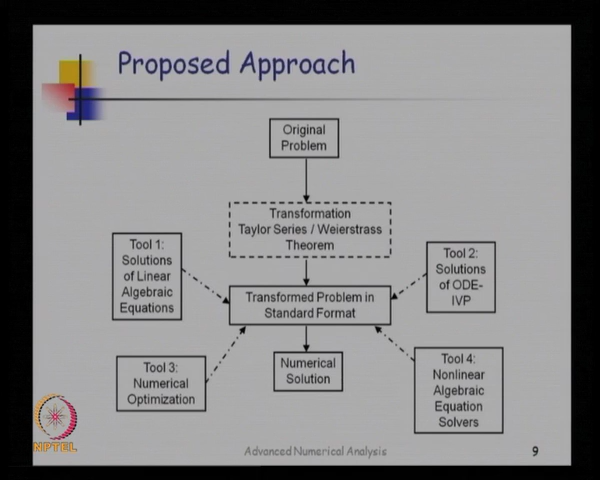 Proposed Approach
Original
Problem
Transformation
Taylor Series / Weierstrass
Theorem
Tool 1:
Solutions
of Linear
Algebraic
Equations
Tool 2:
Solutions
of ODE-
IVP
Transformed Problem in
Standard Format
Tool 3:
Numerical
Optimization
Numerical
Solution
Tool 4:
Nonlinear
Algebraic
Equation
Solvers
NPTEL
Advanced Numerical Analysis
9